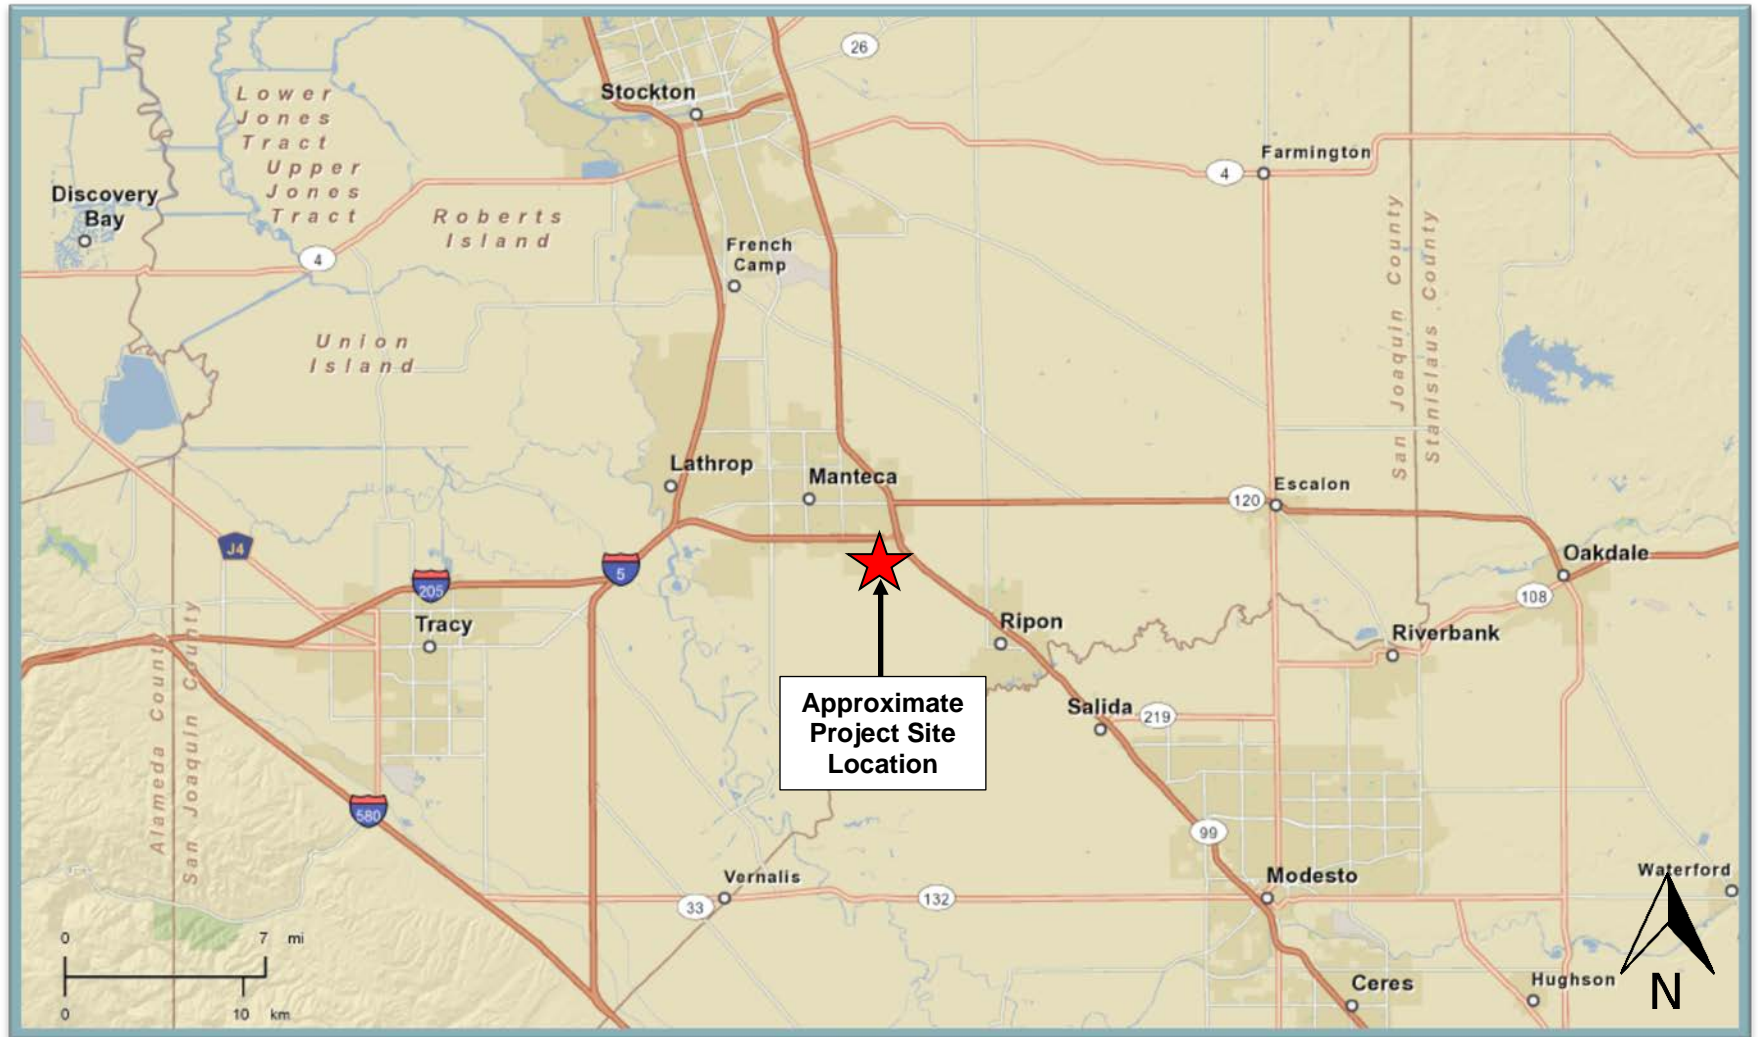 26
Stockton
Lower
Jones
Tract
Upper
Jones
Tract
Farmington
4
Discovery
Bay
Roberts
Island
French
Camp
4
San Joaquin County
Stanislaus County
Union
Island
Lathrop
Manteca
Escalon
120
J4
5
205
Oakdale
108
Tracy
Ripon
Riverbank
Approximate
Project Site
Location
Salida
219
Alameda County
San Joaquin County
580
99
Vernalis
Modesto
Waterford
33
132
0 7 mi
0 10 km
Ceres
Hughson
N